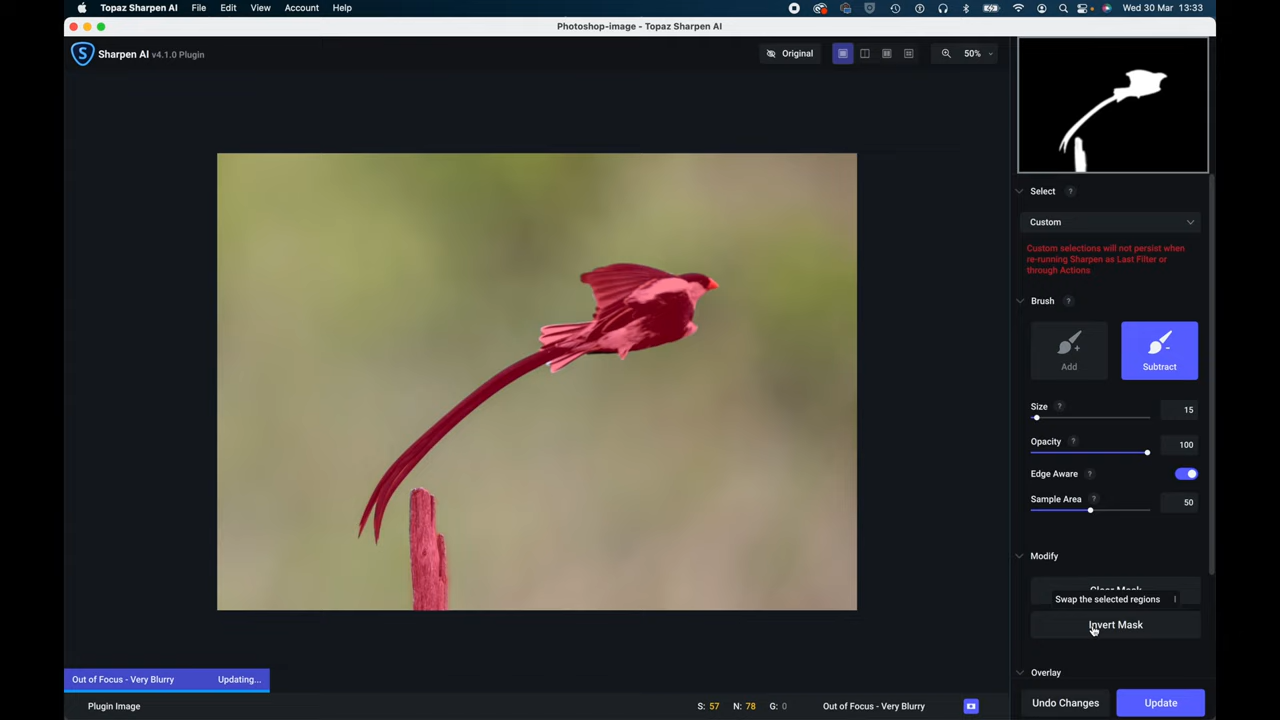 Topaz Sharpen AI File Edit View Account Help Wed 30 Mar 13:33
Photoshop-image - Topaz Sharpen AI
Sharpen AI v4.1.0 Plugin Original 50%
Select ?
Custom
Custom selections will not persist when
re-running Sharpen as Last Filter or
through Actions
Brush ?
Add Subtract
Size ? 15
Opacity ? 100
Edge Aware ?
Sample Area ? 50
Modify
Clear Mask
Swap the selected regions
Invert Mask
Overlay
Out of Focus - Very Blurry Updating...
Undo Changes Update
Plugin Image S: 57 N: 78 G: 0 Out of Focus - Very Blurry